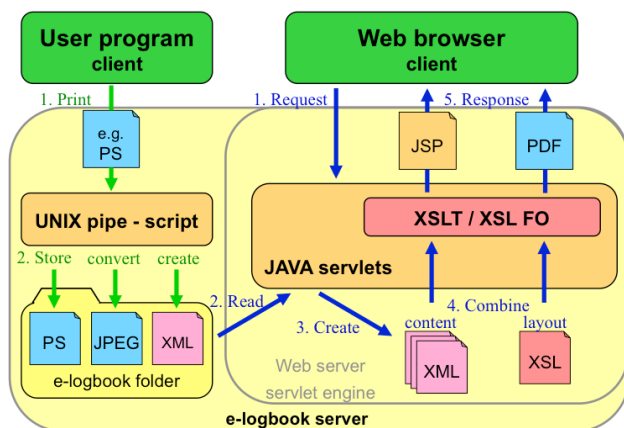 User program
client
Web browser
client
1. Print
1. Request
5. Response
e.g.
PS
JSP
PDF
UNIX pipe - script
XSLT / XSL FO
JAVA servlets
2. Store
convert
create
2. Read
3. Create
4. Combine
content
layout
PS
JPEG
XML
XML
XSL
e-logbook folder
Web server
servlet engine
e-logbook server